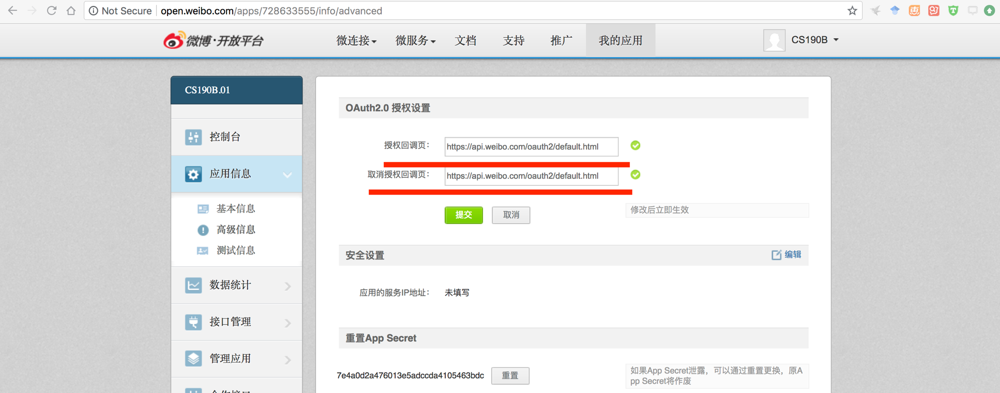 Not Secure open.weibo.com/apps/728633555/info/advanced
微博·开放平台 微连接 微服务 文档 支持 推广 我的应用 CS190B
CS190B.01
控制台
应用信息
基本信息
高级信息
测试信息
数据统计
接口管理
管理应用
OAuth2.0 授权设置
授权回调页： https://api.weibo.com/oauth2/default.html
取消授权回调页： https://api.weibo.com/oauth2/default.html
提交 取消 修改后立即生效
安全设置 编辑
应用的服务IP地址： 未填写
重置App Secret
7e4a0d2a476013e5adccda4105463bdc 重置
如果App Secret泄露，可以通过重置更换，原A
pp Secret将作废